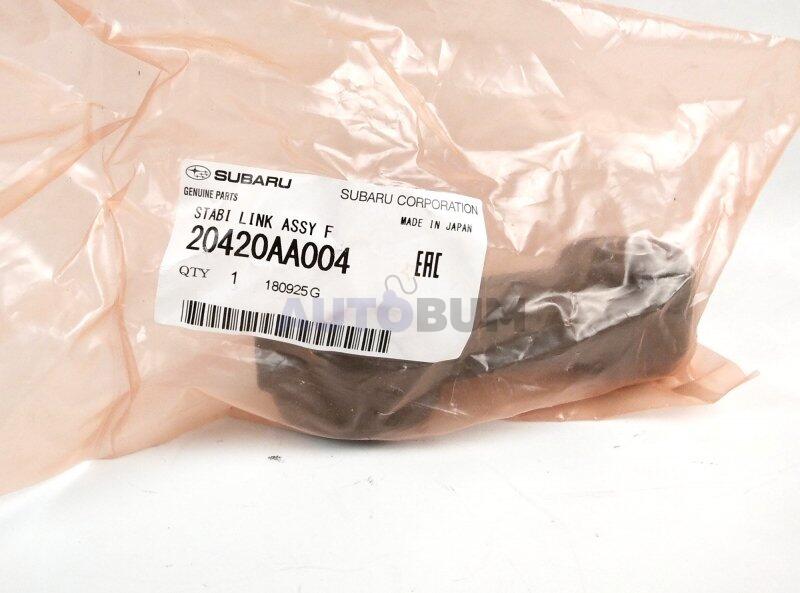 SUBARU
GENUINE PARTS
SUBARU CORPORATION
STABI LINK ASSY F
MADE IN JAPAN
20420AA004
EAC
QTY 1 180925G
AUTOBUM